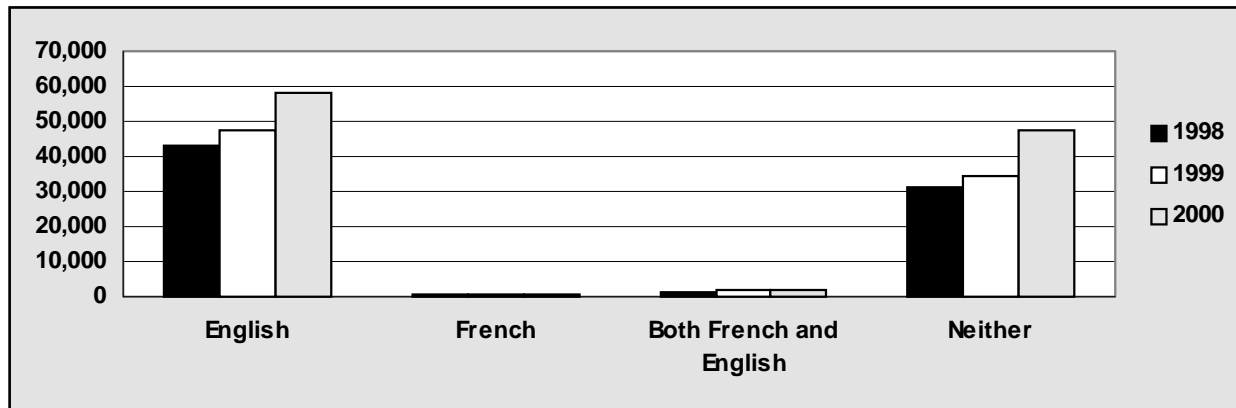 70,000
60,000
50,000
40,000
30,000
20,000
10,000
0
English
French
Both French and
English
Neither
1998
1999
2000